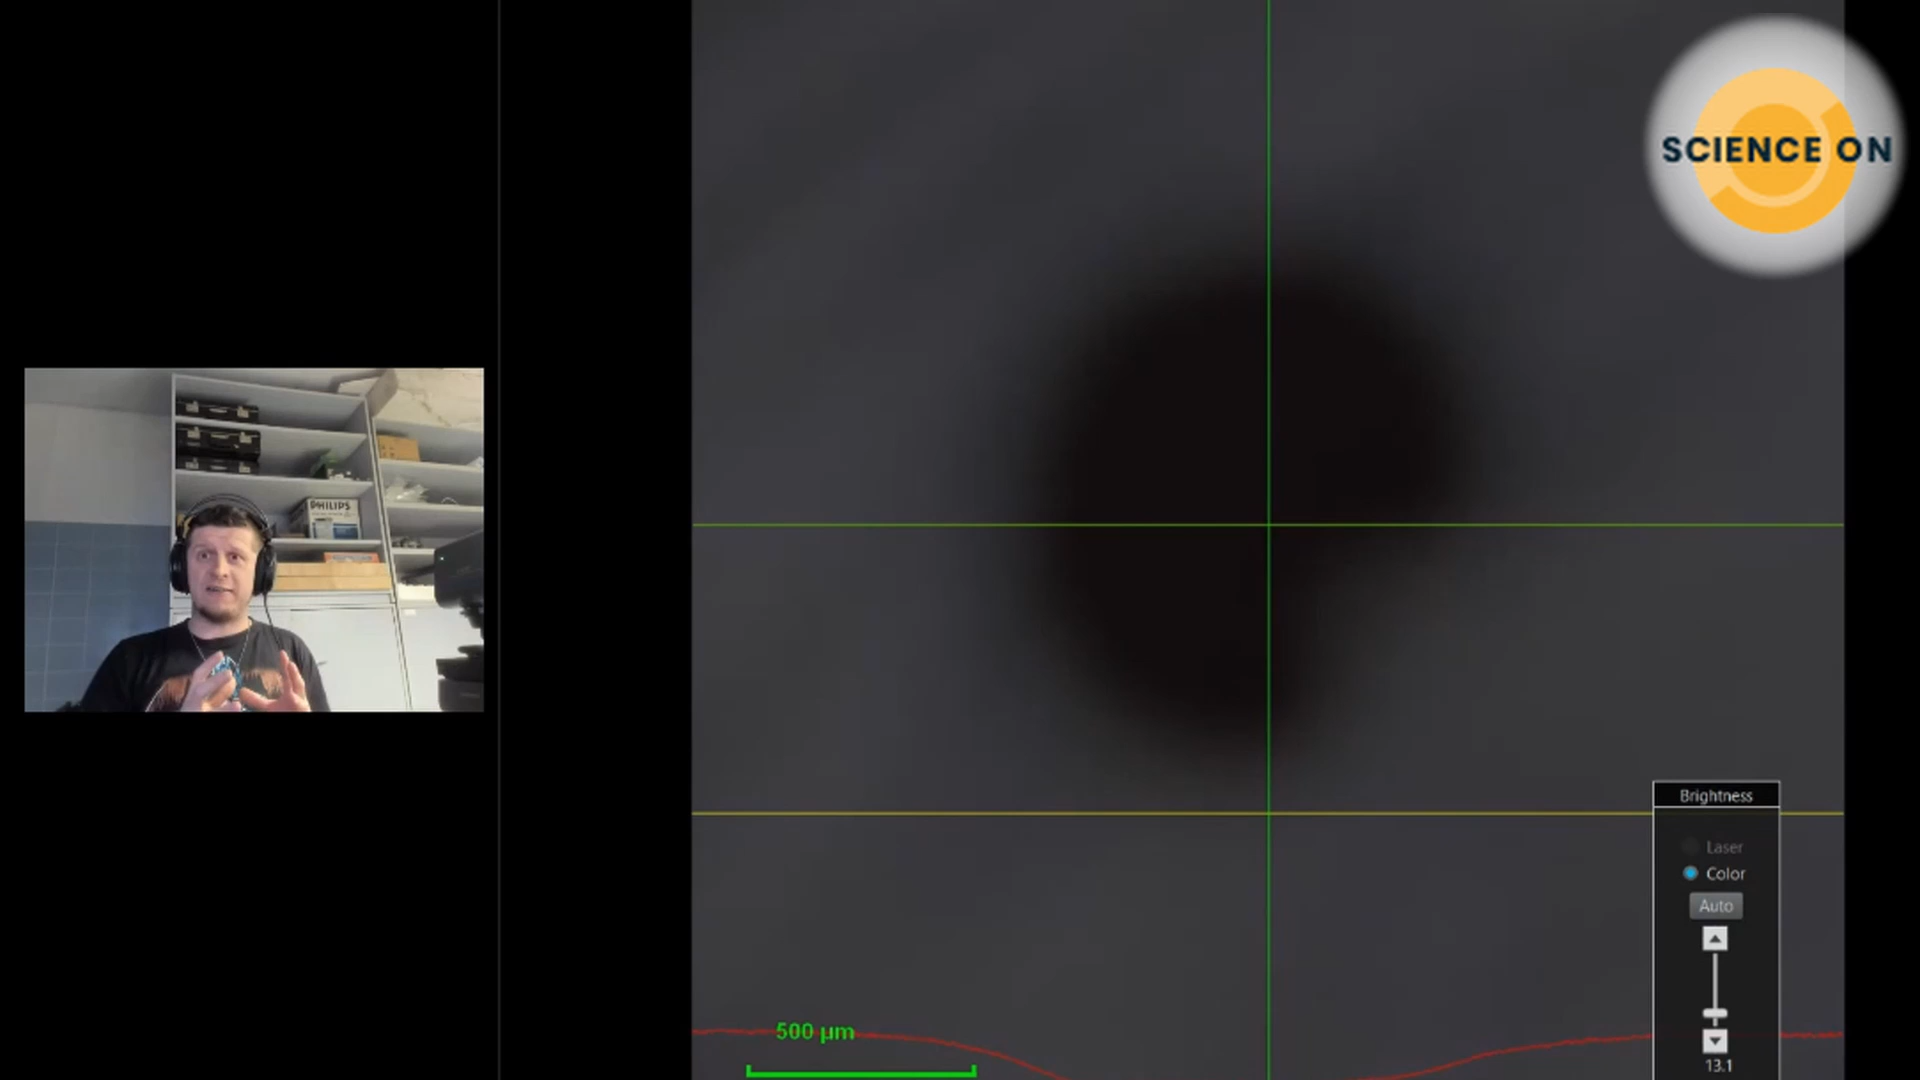 SCIENCE ON
PHILIPS
Brightness
Laser
Color
Auto
13.1
500 µm